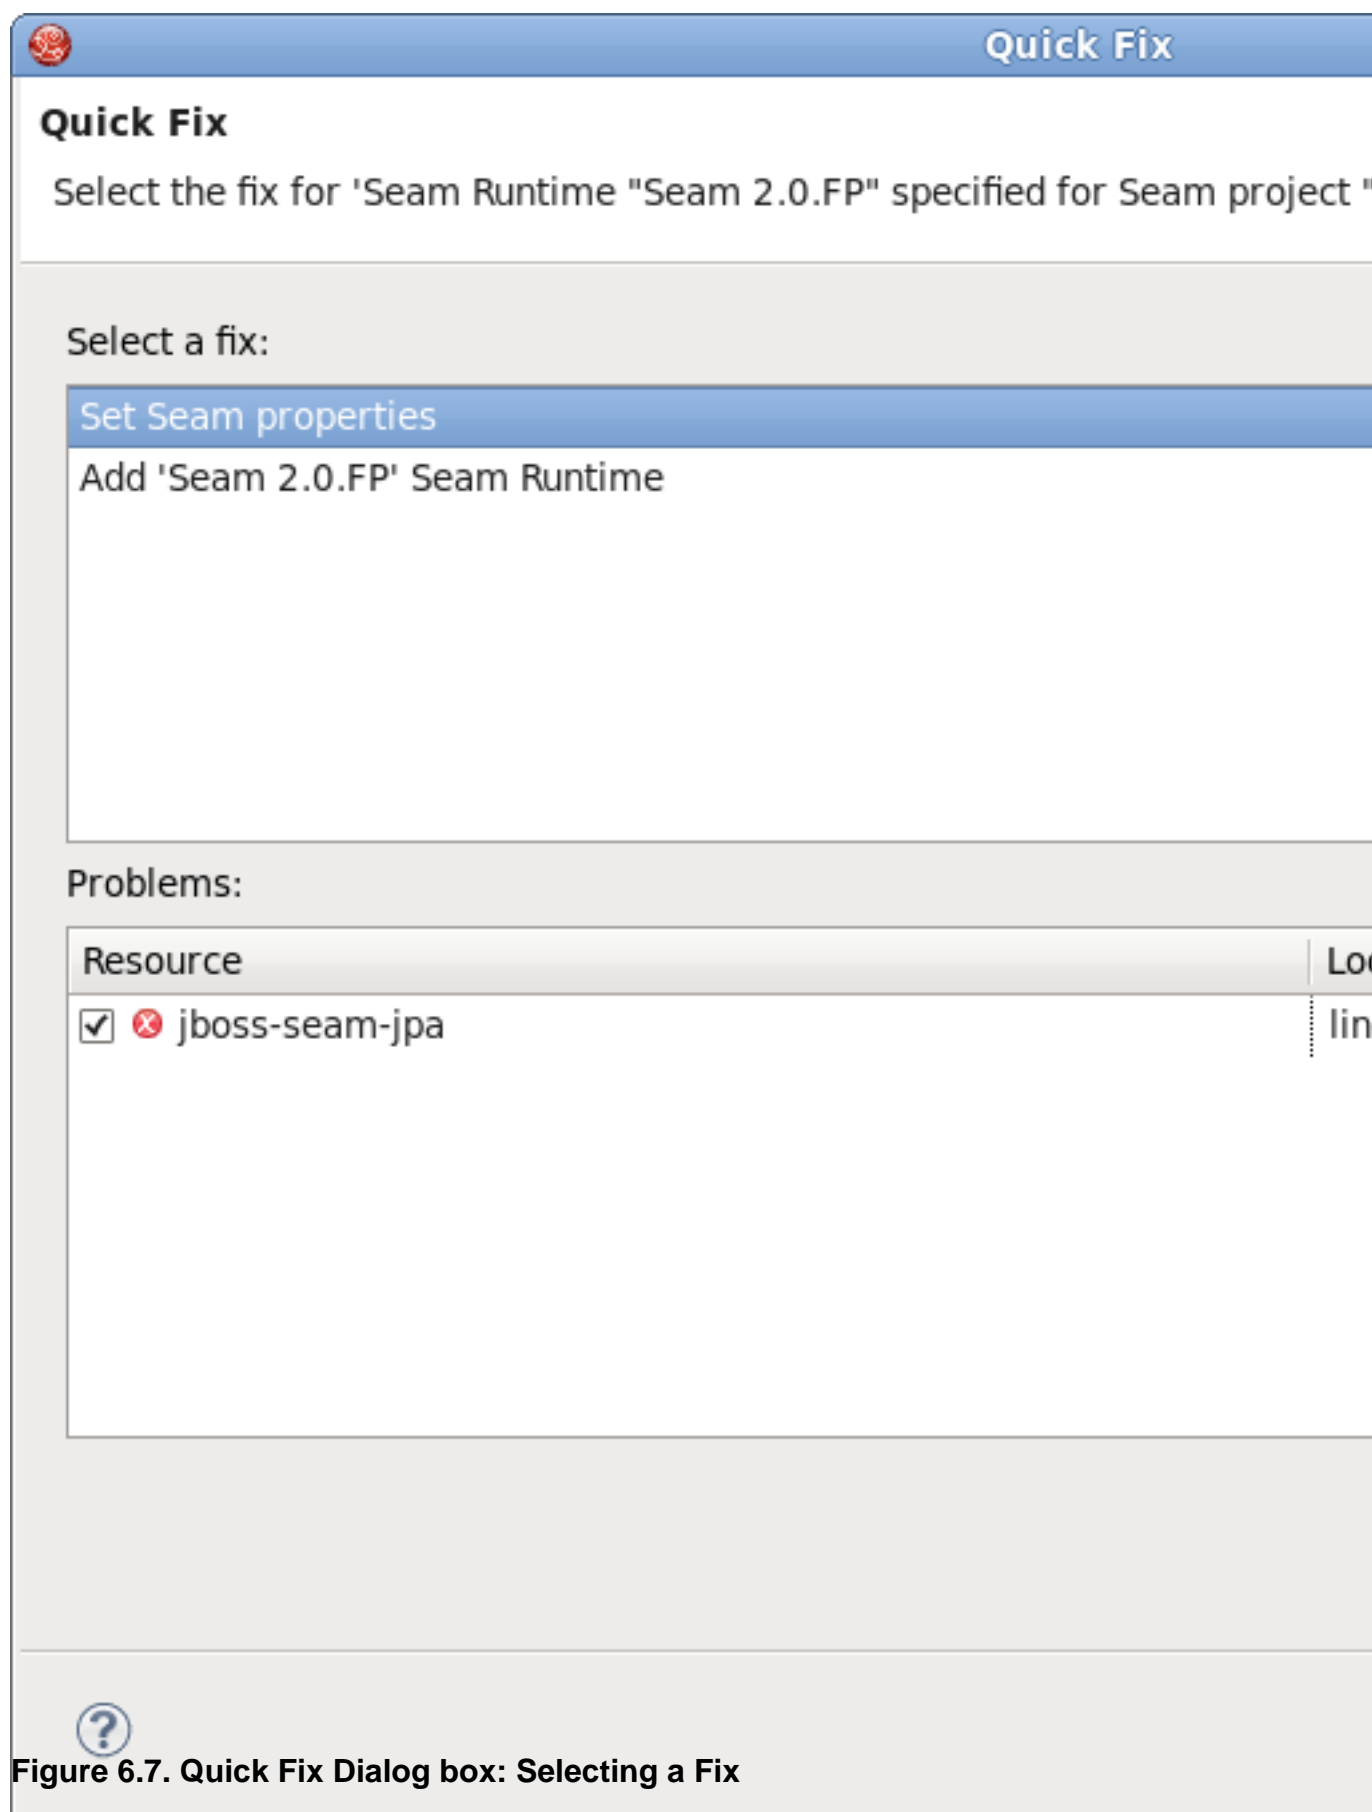 Quick Fix
Quick Fix
Select the fix for 'Seam Runtime "Seam 2.0.FP" specified for Seam project "
Select a fix:
Set Seam properties
Add 'Seam 2.0.FP' Seam Runtime
Problems:
Resource
jboss-seam-jpa
Figure 6.7. Quick Fix Dialog box: Selecting a Fix